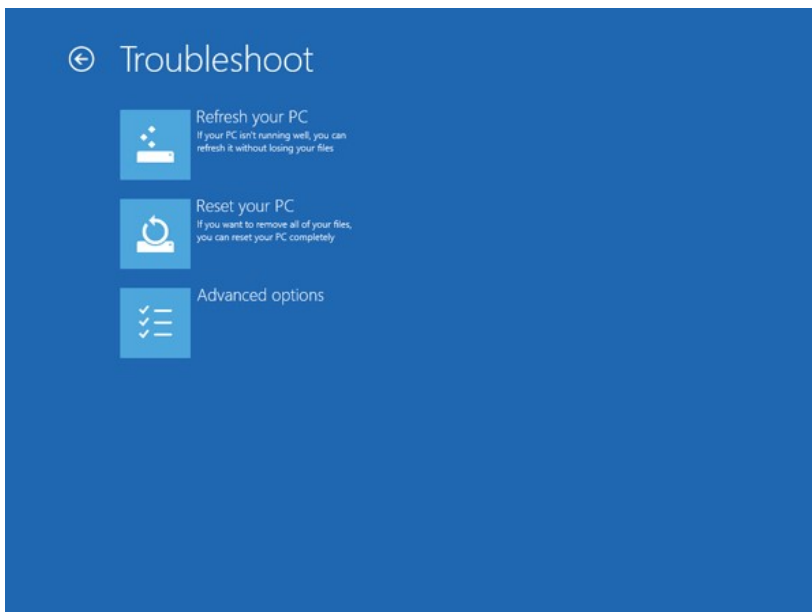 Troubleshoot
Refresh your PC
If your PC isn't running well, you can
refresh it without losing your files
Reset your PC
If you want to remove all of your files,
you can reset your PC completely
Advanced options